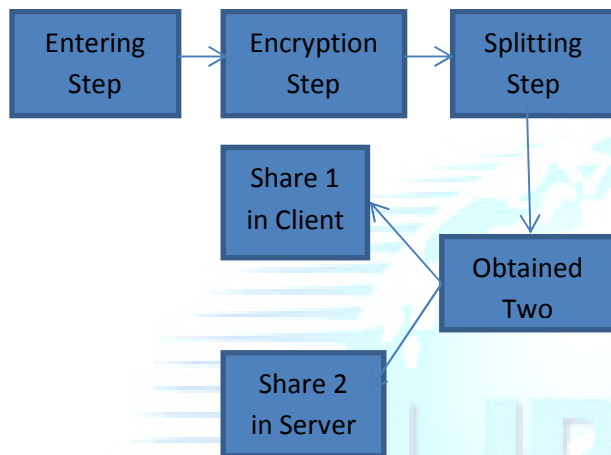 Entering
Step
Encryption
Step
Splitting
Step
Share 1
in Client
Obtained
Two
Share 2
in Server